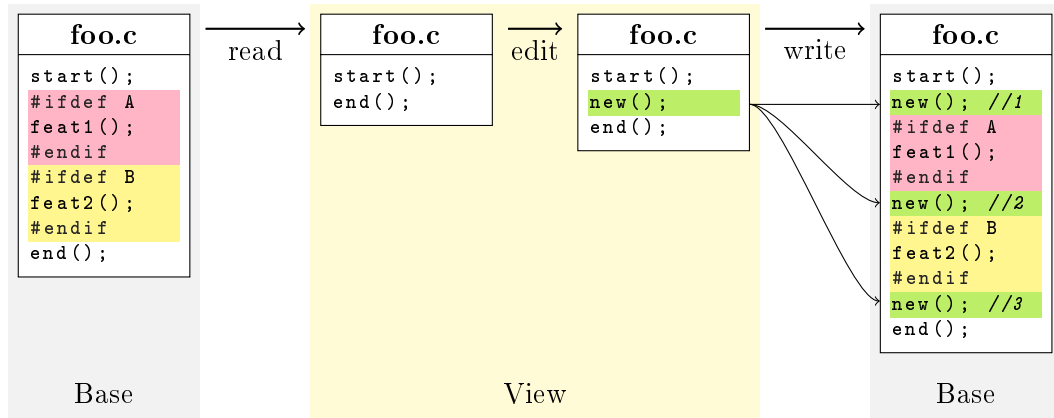 foo.c
start();
#ifdef A
feat1();
#endif
#ifdef B
feat2();
#endif
end();
Base
read
foo.c
start();
end();
edit
foo.c
start();
new();
end();
View
write
foo.c
start();
new(); //1
#ifdef A
feat1();
#endif
new(); //2
#ifdef B
feat2();
#endif
new(); //3
end();
Base